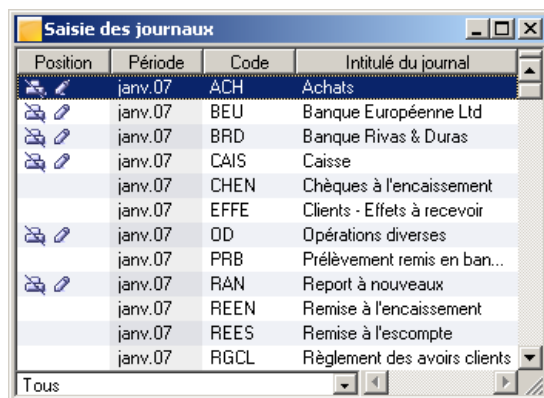 Saisie des journaux
Position Période Code Intitulé du journal
janv.07 ACH Achats
janv.07 BEU Banque Européenne Ltd
janv.07 BRD Banque Rivas & Duras
janv.07 CAIS Caisse
janv.07 CHEN Chèques à l'encaissement
janv.07 EFFE Clients - Effets à recevoir
janv.07 OD Opérations diverses
janv.07 PRB Prélèvement remis en ban...
janv.07 RAN Report à nouveaux
janv.07 REEN Remise à l'encaissement
janv.07 REES Remise à l'escompte
janv.07 RGCL Règlement des avoirs clients
Tous